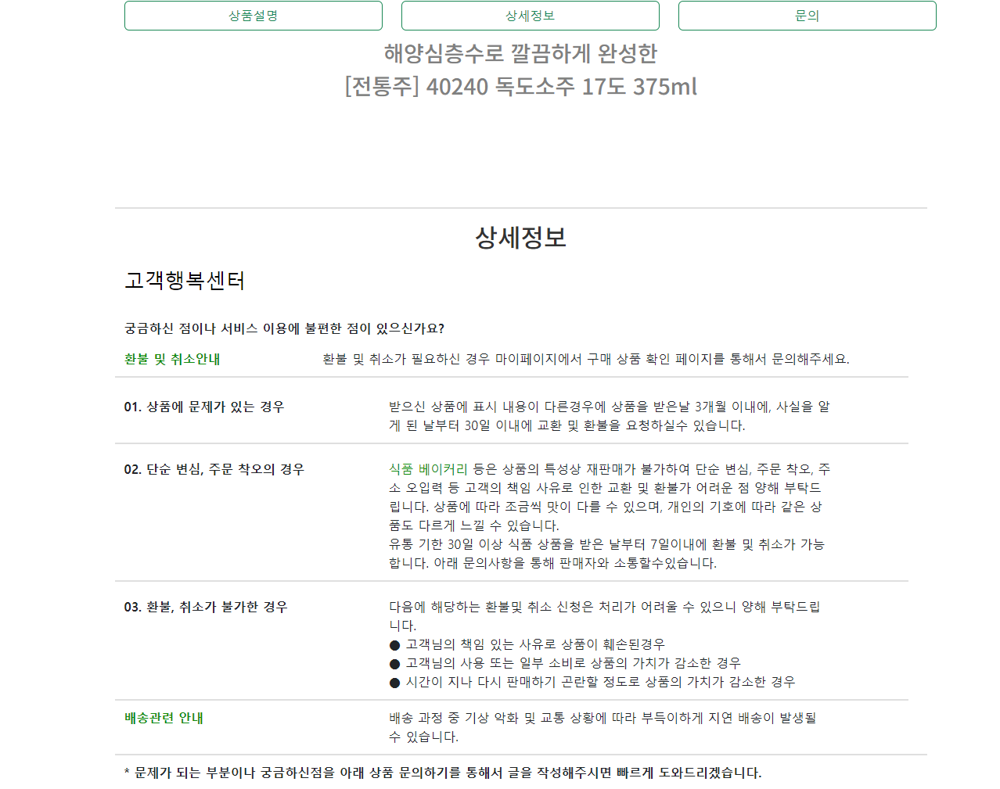 상품설명 상세정보 문의
해양심층수로 깔끔하게 완성한
[전통주] 40240 독도소주 17도 375ml
상세정보
고객행복센터
궁금하신 점이나 서비스 이용에 불편한 점이 있으신가요?
환불 및 취소안내 환불 및 취소가 필요하신 경우 마이페이지에서 구매 상품 확인 페이지를 통해서 문의해주세요.
01. 상품에 문제가 있는 경우 받으신 상품에 표시 내용이 다른경우에 상품을 받은날 3개월 이내에, 사실을 알
게 된 날부터 30일 이내에 교환 및 환불을 요청하실수 있습니다.
02. 단순 변심, 주문 착오의 경우 식품 베이커리 등은 상품의 특성상 재판매가 불가하여 단순 변심, 주문 착오, 주
소 오입력 등 고객의 책임 사유로 인한 교환 및 환불가 어려운 점 양해 부탁드
립니다. 상품에 따라 조금씩 맛이 다를 수 있으며, 개인의 기호에 따라 같은 상
품도 다르게 느낄 수 있습니다.
유통 기한 30일 이상 식품 상품을 받은 날부터 7일이내에 환불 및 취소가 가능
합니다. 아래 문의사항을 통해 판매자와 소통할수있습니다.
03. 환불, 취소가 불가한 경우 다음에 해당하는 환불및 취소 신청은 처리가 어려울 수 있으니 양해 부탁드립
니다.
● 고객님의 책임 있는 사유로 상품이 훼손된경우
● 고객님의 사용 또는 일부 소비로 상품의 가치가 감소한 경우
● 시간이 지나 다시 판매하기 곤란할 정도로 상품의 가치가 감소한 경우
배송관련 안내 배송 과정 중 기상 악화 및 교통 상황에 따라 부득이하게 지연 배송이 발생될
수 있습니다.
* 문제가 되는 부분이나 궁금하신점을 아래 상품 문의하기를 통해서 글을 작성해주시면 빠르게 도와드리겠습니다.